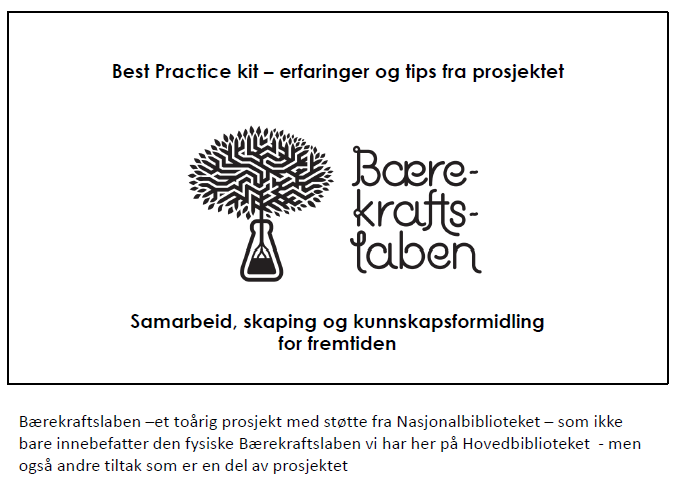 Best Practice kit – erfaringer og tips fra prosjektet
Bære-
krafts-
laben
Samarbeid, skaping og kunnskapsformidling
for fremtiden
Bærekraftslaben –et toårig prosjekt med støtte fra Nasjonalbiblioteket – som ikke
bare innebefatter den fysiske Bærekraftslaben vi har her på Hovedbiblioteket - men
også andre tiltak som er en del av prosjektet